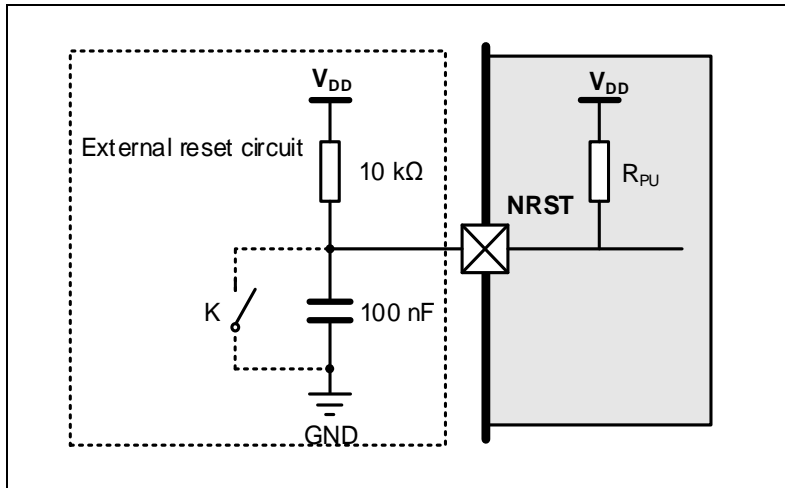 V_DD
V_DD
External reset circuit
10 kΩ
R_PU
NRST
K
100 nF
GND